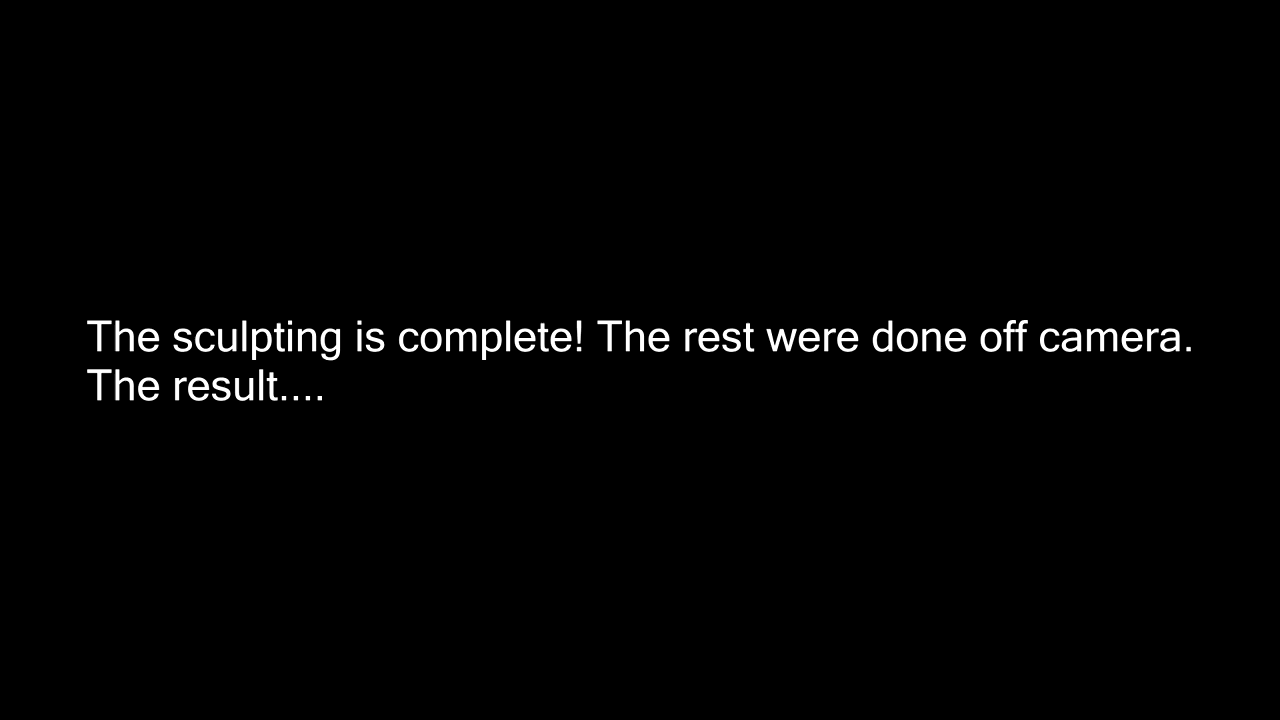 The sculpting is complete! The rest were done off camera.
The result....